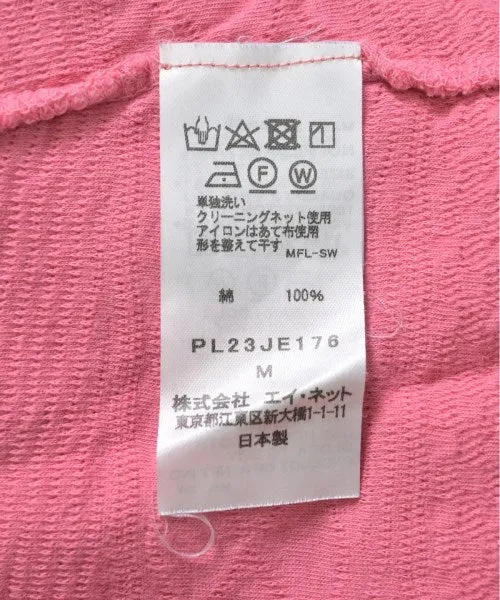 F W
単独洗い
クリーニングネット使用
アイロンはあて布使用
形を整えて干す MFL-SW
綿 100%
PL23JE176
M
株式会社 エイ・ネット
東京都江東区新大橋1-1-11
日本製